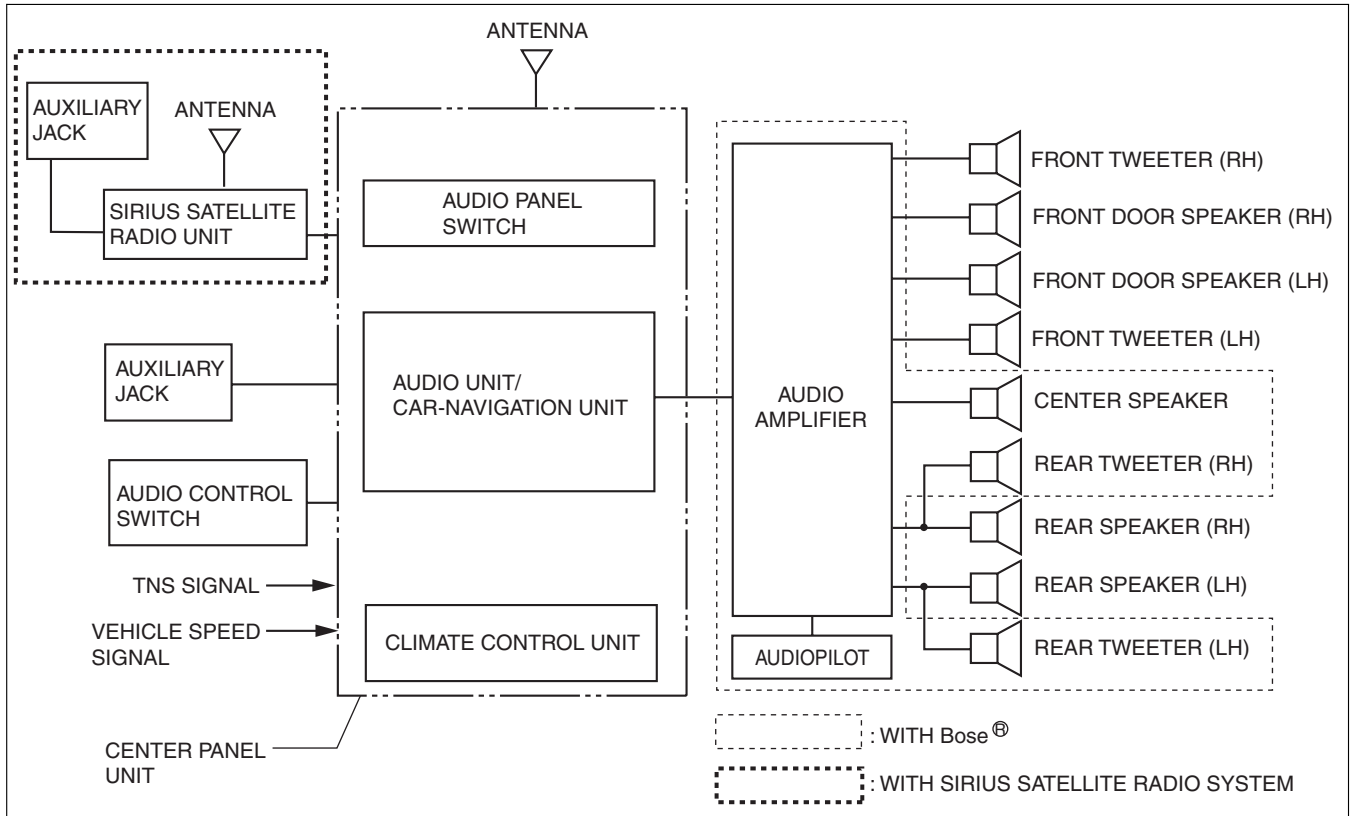 ANTENNA
AUXILIARY
JACK
ANTENNA
SIRIUS SATELLITE
RADIO UNIT
AUXILIARY
JACK
AUDIO CONTROL
SWITCH
TNS SIGNAL
VEHICLE SPEED
SIGNAL
CENTER PANEL
UNIT
AUDIO PANEL
SWITCH
AUDIO UNIT/
CAR-NAVIGATION UNIT
CLIMATE CONTROL UNIT
AUDIO
AMPLIFIER
AUDIOPILOT
FRONT TWEETER (RH)
FRONT DOOR SPEAKER (RH)
FRONT DOOR SPEAKER (LH)
FRONT TWEETER (LH)
CENTER SPEAKER
REAR TWEETER (RH)
REAR SPEAKER (RH)
REAR SPEAKER (LH)
REAR TWEETER (LH)
: WITH Bose®
: WITH SIRIUS SATELLITE RADIO SYSTEM